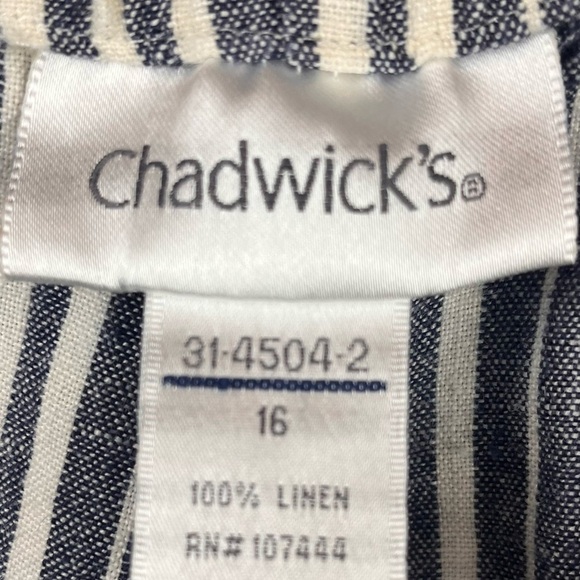 Chadwick's®
31-4504-2
16
100% LINEN
RN# 107444